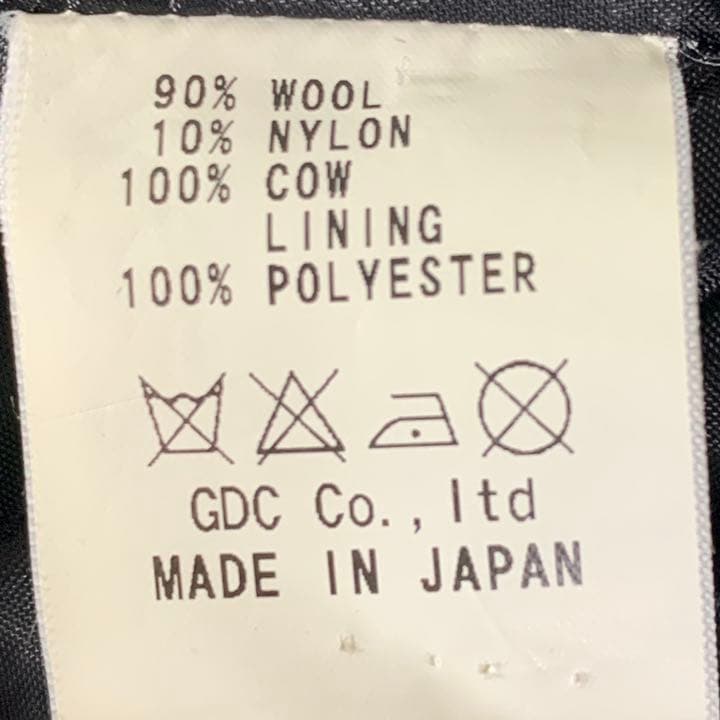 90% WOOL
10% NYLON
100% COW
LINING
100% POLYESTER
GDC Co.,ltd
MADE IN JAPAN